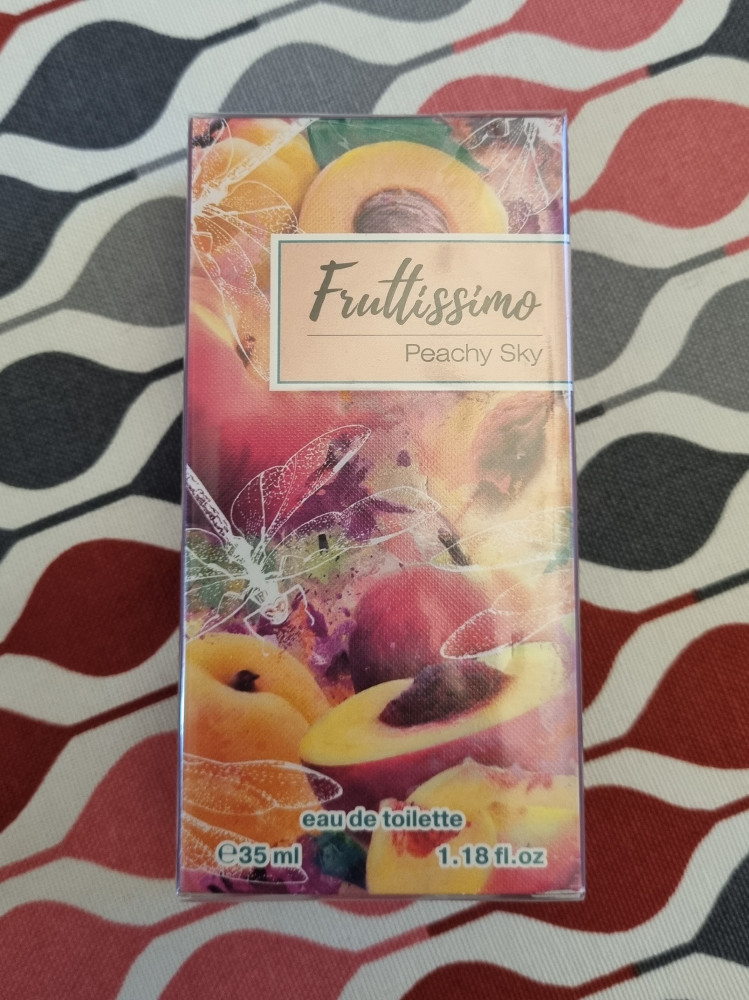 Fruttissimo
Peachy Sky
eau de toilette
℮35 ml
1.18 fl.oz